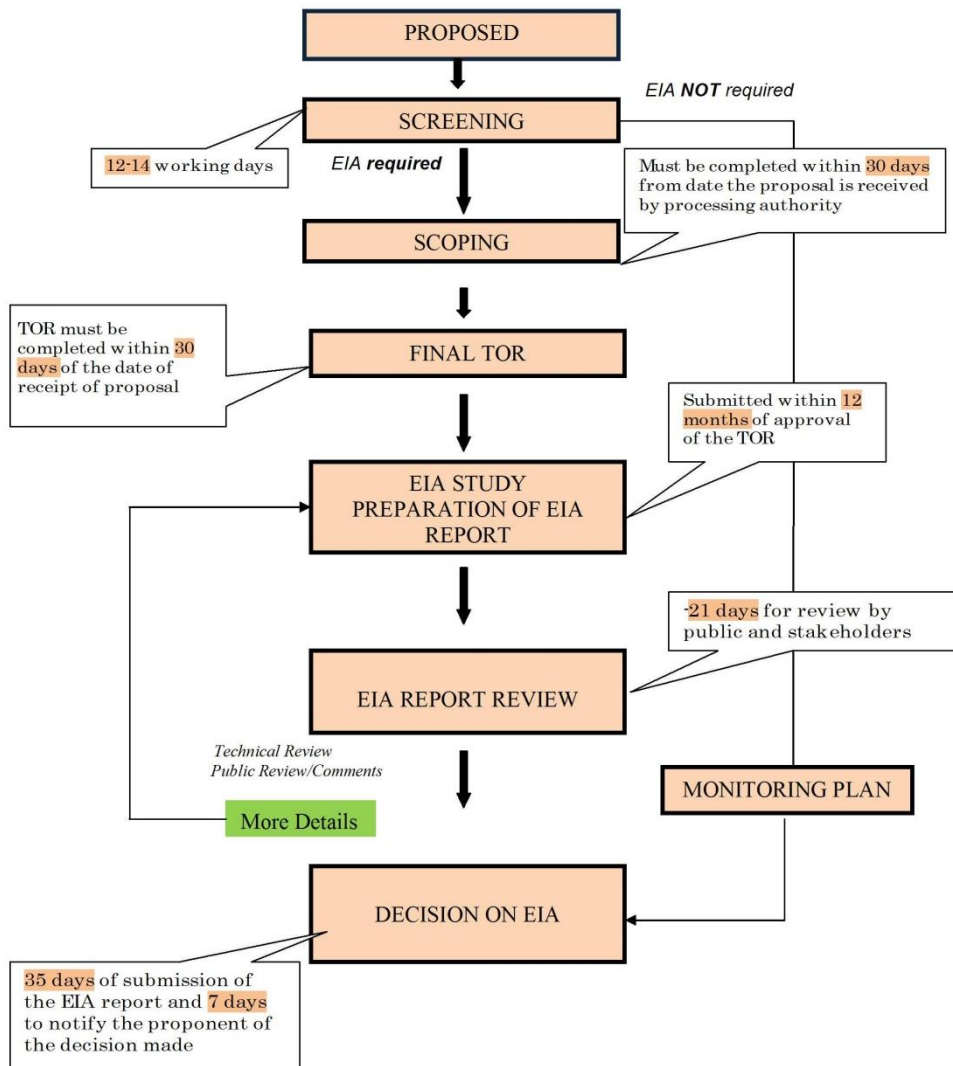 PROPOSED
EIA NOT required
SCREENING
12-14 working days
EIA required
Must be completed within 30 days
from date the proposal is received
by processing authority
SCOPING
TOR must be
completed within 30
days of the date of
receipt of proposal
FINAL TOR
Submitted within 12
months of approval
of the TOR
EIA STUDY
PREPARATION OF EIA
REPORT
-21 days for review by
public and stakeholders
EIA REPORT REVIEW
Technical Review
Public Review/Comments
More Details
MONITORING PLAN
DECISION ON EIA
35 days of submission of
the EIA report and 7 days
to notify the proponent of
the decision made